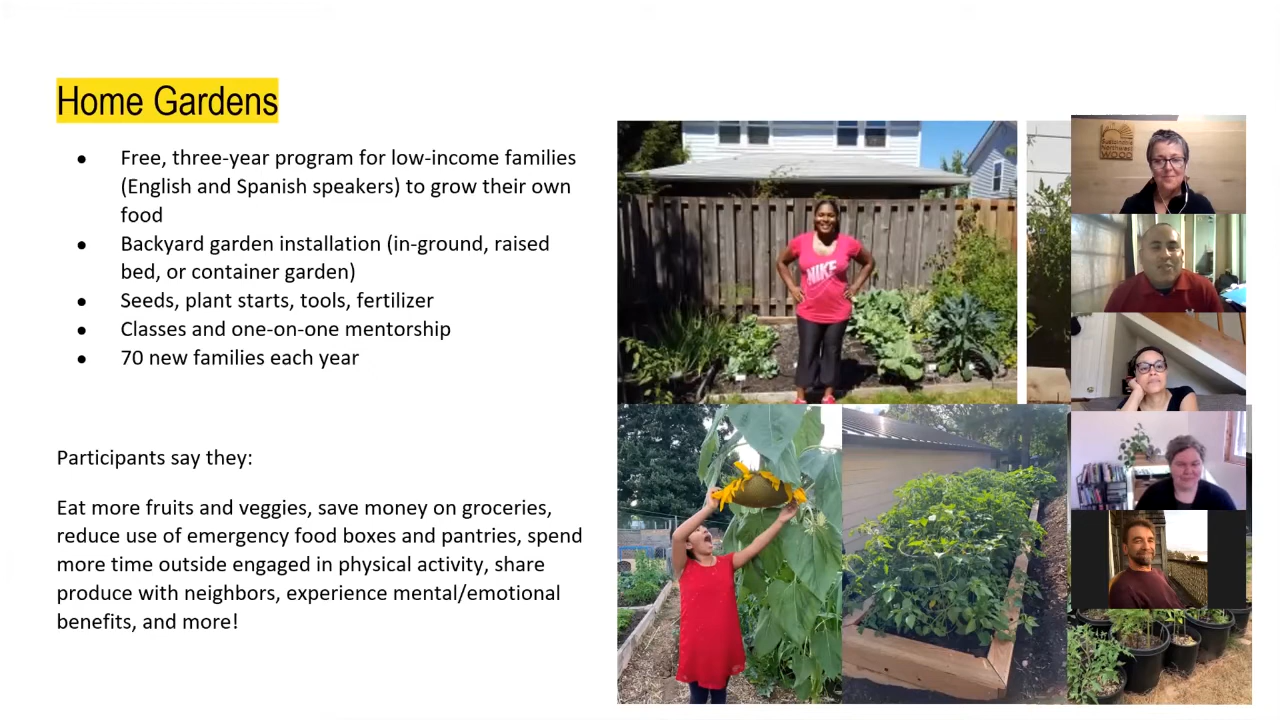 Home Gardens
● Free, three-year program for low-income families
(English and Spanish speakers) to grow their own
food
● Backyard garden installation (in-ground, raised
bed, or container garden)
● Seeds, plant starts, tools, fertilizer
● Classes and one-on-one mentorship
● 70 new families each year
Participants say they:
Eat more fruits and veggies, save money on groceries,
reduce use of emergency food boxes and pantries, spend
more time outside engaged in physical activity, share
produce with neighbors, experience mental/emotional
benefits, and more!
NIKE
Sustainable
Northwest
WOOD